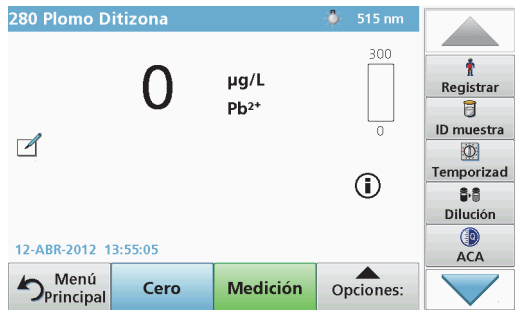 280 Plomo Ditizona
515 nm
0
µg/L
Pb²⁺
300
0
12-ABR-2012 13:55:05
Menú
Principal
Cero
Medición
Opciones:
Registrar
ID muestra
Temporizad
Dilución
ACA